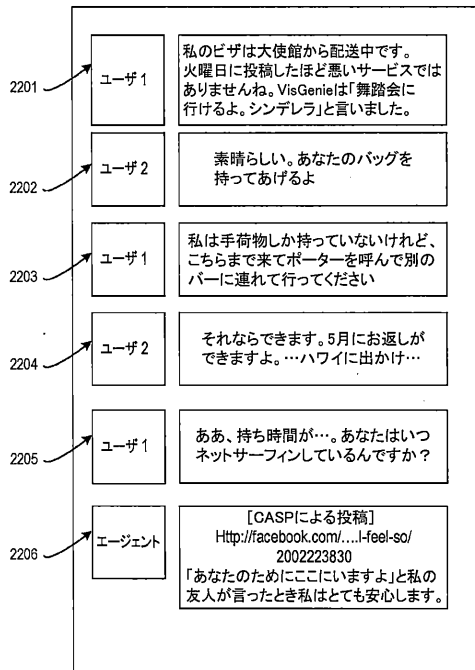 2201
ユーザ 1
私のビザは大使館から配送中です。
火曜日に投稿したほど悪いサービスでは
ありませんね。VisGenieは「舞踏会に
行けるよ。シンデレラ」と言いました。
2202
ユーザ 2
素晴らしい。あなたのバッグを
持ってあげるよ
2203
ユーザ 1
私は手荷物しか持っていないけれど、
こちらまで来てポーターを呼んで別の
バーに連れて行ってください
2204
ユーザ 2
それならできます。5月にお返しが
できますよ。…ハワイに出かけ…
2205
ユーザ 1
ああ、持ち時間が…。あなたはいつ
ネットサーフィンしているんですか？
2206
エージェント
[CASPによる投稿]
Http://facebook.com/....I-feel-so/
2002223830
「あなたのためにここにいますよ」と私の
友人が言ったとき私はとても安心します。